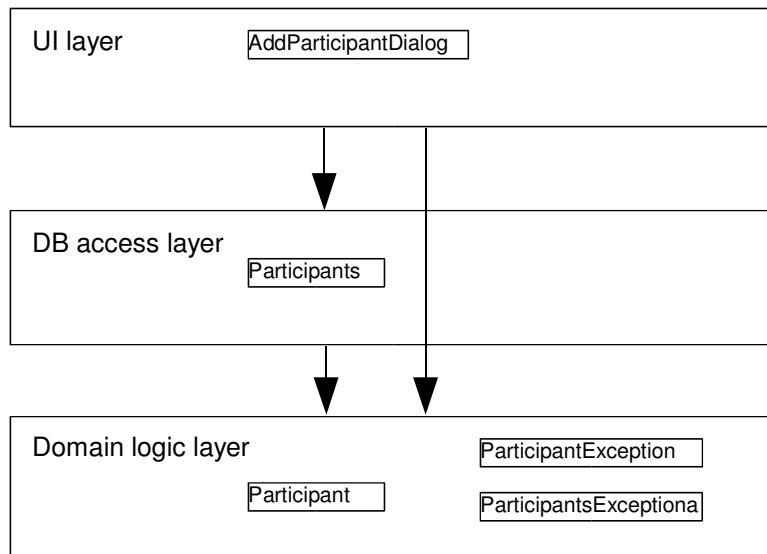 UI layer
AddParticipantDialog
DB access layer
Participants
Domain logic layer
ParticipantException
Participant
ParticipantsExceptiona